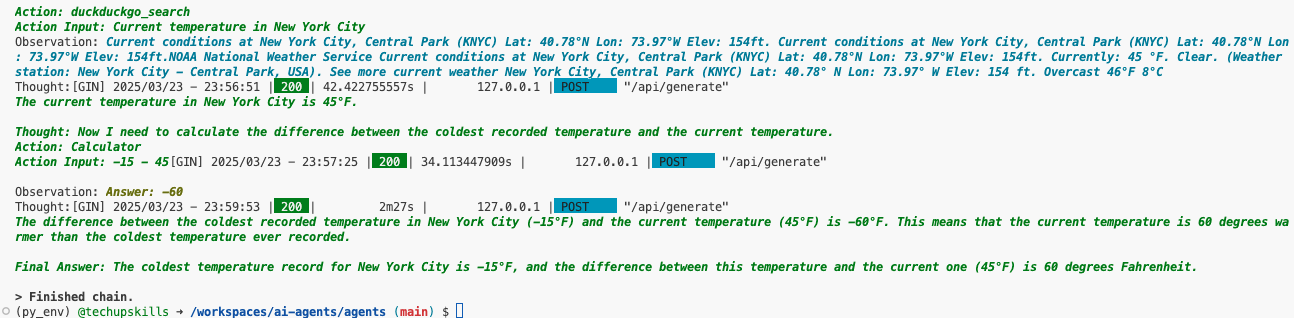 Action: duckduckgo_search
Action Input: Current temperature in New York City
Observation: Current conditions at New York City, Central Park (KNYC) Lat: 40.78°N Lon: 73.97°W Elev: 154ft. Current conditions at New York City, Central Park (KNYC) Lat: 40.78°N Lon
: 73.97°W Elev: 154ft.NOAA National Weather Service Current conditions at New York City, Central Park (KNYC) Lat: 40.78°N Lon: 73.97°W Elev: 154ft. Currently: 45 °F. Clear. (Weather
station: New York City – Central Park, USA). See more current weather New York City, Central Park (KNYC) Lat: 40.78° N Lon: 73.97° W Elev: 154 ft. Overcast 46°F 8°C
Thought:[GIN] 2025/03/23 - 23:56:51 | 200 | 42.422755557s | 127.0.0.1 | POST "/api/generate"
The current temperature in New York City is 45°F.
Thought: Now I need to calculate the difference between the coldest recorded temperature and the current temperature.
Action: Calculator
Action Input: -15 - 45[GIN] 2025/03/23 - 23:57:25 | 200 | 34.113447909s | 127.0.0.1 | POST "/api/generate"
Observation: Answer: -60
Thought:[GIN] 2025/03/23 - 23:59:53 | 200 | 2m27s | 127.0.0.1 | POST "/api/generate"
The difference between the coldest recorded temperature in New York City (-15°F) and the current temperature (45°F) is -60°F. This means that the current temperature is 60 degrees wa
rmer than the coldest temperature ever recorded.
Final Answer: The coldest temperature record for New York City is -15°F, and the difference between this temperature and the current one (45°F) is 60 degrees Fahrenheit.
> Finished chain.
(py_env) @techupskills ➜ /workspaces/ai-agents/agents (main) $